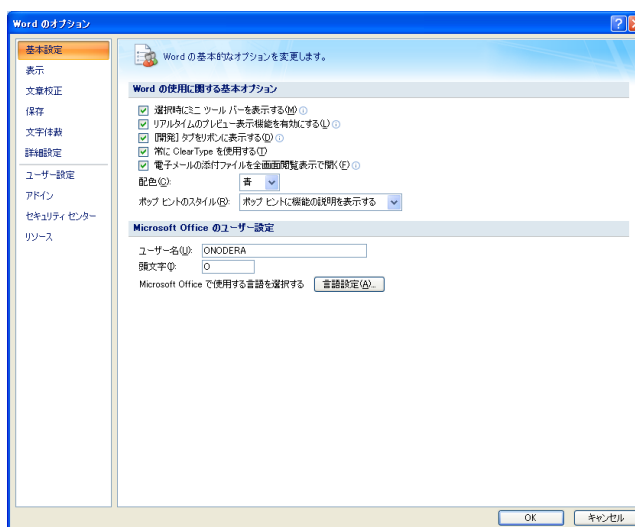 Word のオプション
基本設定
表示
文章校正
保存
文字体裁
詳細設定
ユーザー設定
アドイン
セキュリティ センター
リソース
Word の基本的なオプションを変更します。
Word の使用に関する基本オプション
選択時にミニ ツール バーを表示する(M)
リアルタイムのプレビュー表示機能を有効にする(L)
[開発] タブをリボンに表示する(D)
常に ClearType を使用する(T)
電子メールの添付ファイルを全画面閲覧表示で開く(F)
配色(C): 青
ポップ ヒントのスタイル(R): ポップ ヒントに機能の説明を表示する
Microsoft Office のユーザー設定
ユーザー名(U): ONODERA
頭文字(I): O
Microsoft Office で使用する言語を選択する 言語設定(A)...
OK キャンセル